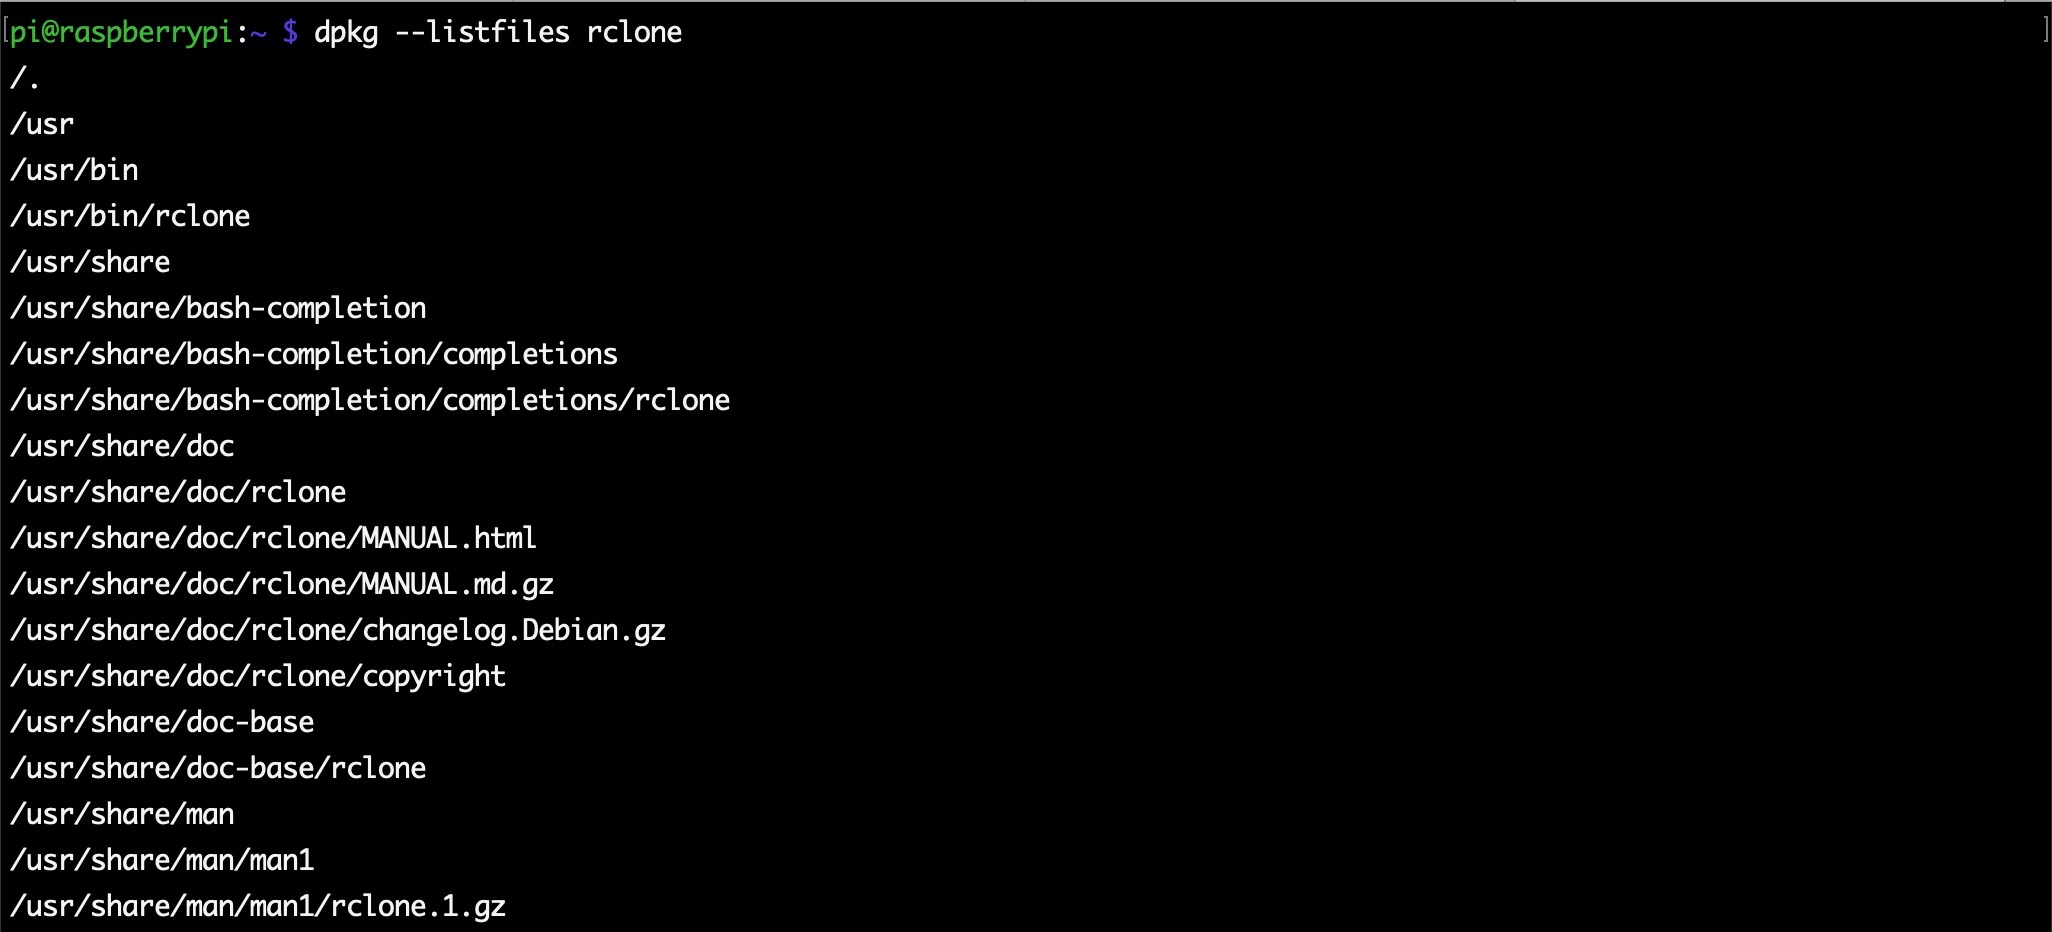 [pi@raspberrypi:~ $ dpkg --listfiles rclone ]
/.
/usr
/usr/bin
/usr/bin/rclone
/usr/share
/usr/share/bash-completion
/usr/share/bash-completion/completions
/usr/share/bash-completion/completions/rclone
/usr/share/doc
/usr/share/doc/rclone
/usr/share/doc/rclone/MANUAL.html
/usr/share/doc/rclone/MANUAL.md.gz
/usr/share/doc/rclone/changelog.Debian.gz
/usr/share/doc/rclone/copyright
/usr/share/doc-base
/usr/share/doc-base/rclone
/usr/share/man
/usr/share/man/man1
/usr/share/man/man1/rclone.1.gz